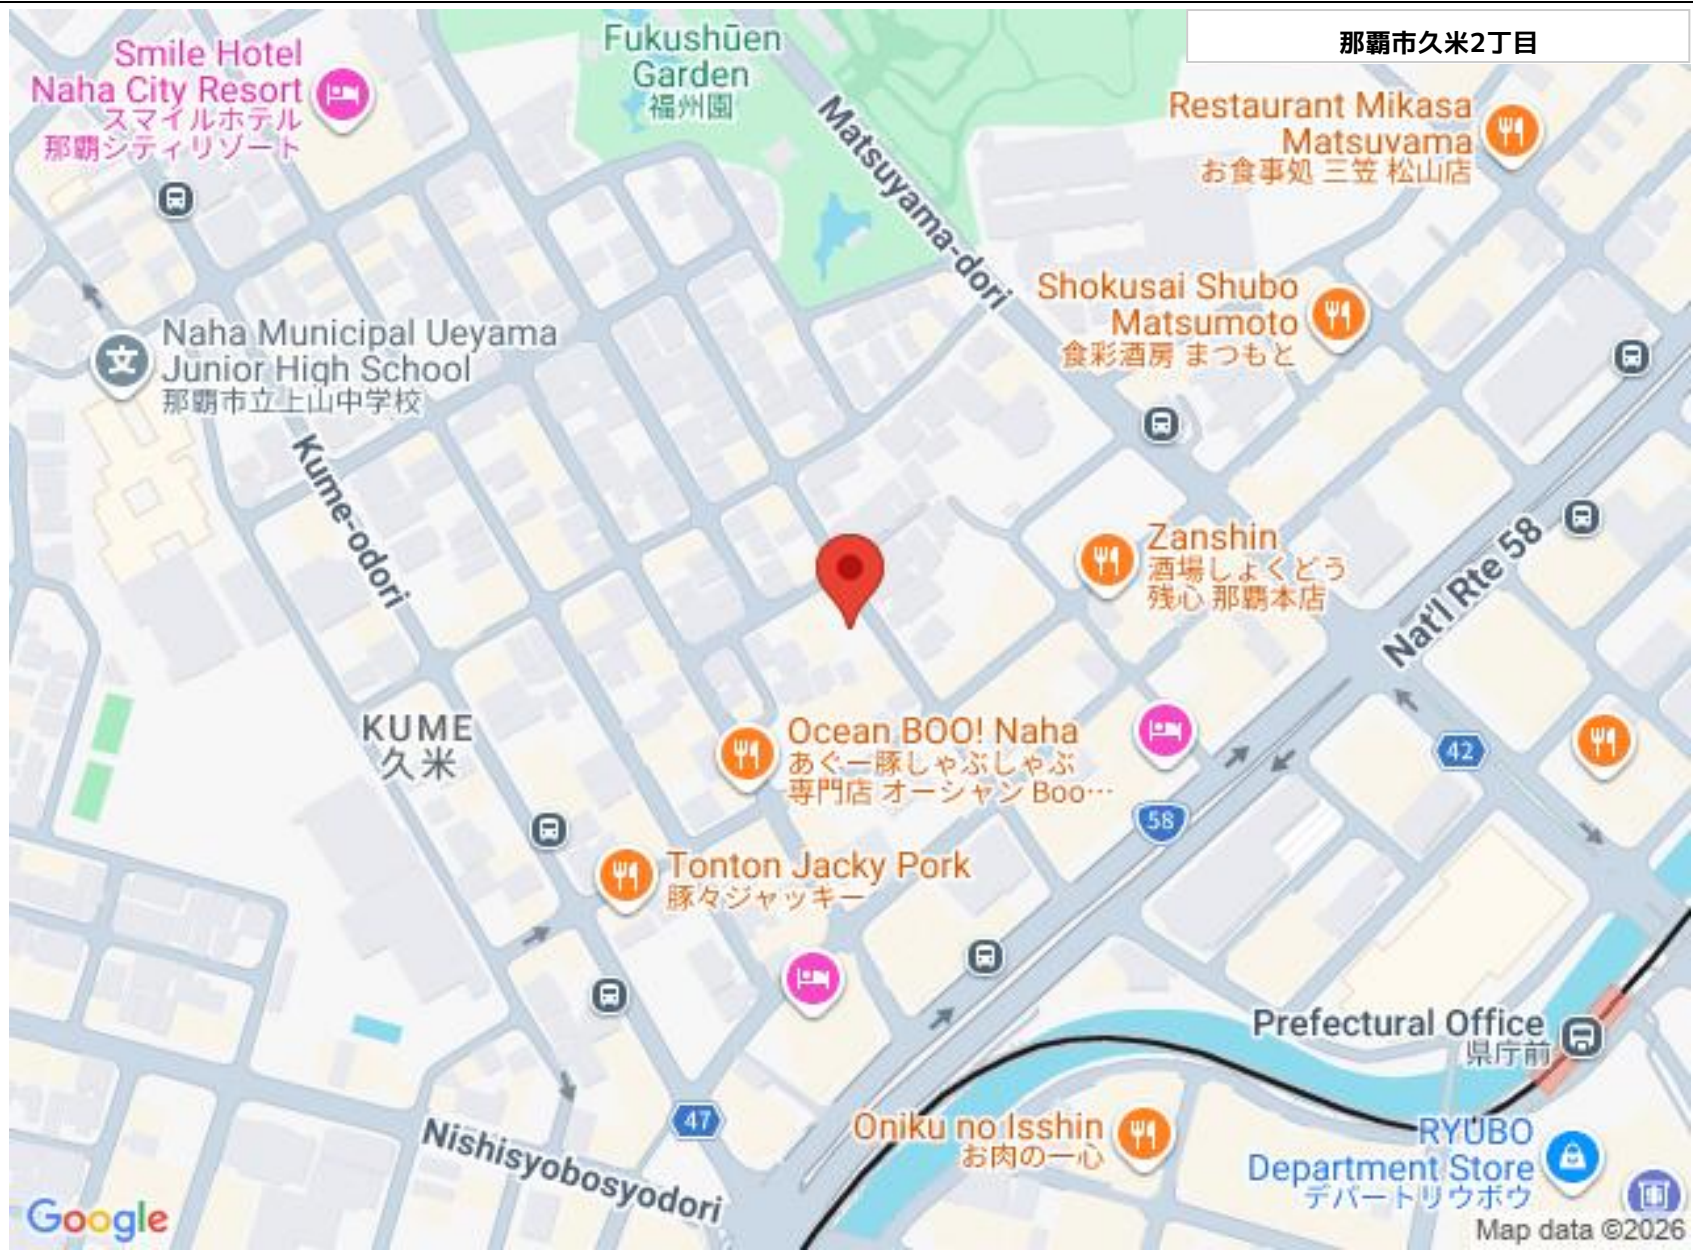 那覇市久米2丁目
Fukushūen
Garden
福州園
Smile Hotel
Naha City Resort
スマイルホテル
那覇シティリゾート
Matsuyama-dori
Restaurant Mikasa
Matsuyama
お食事処 三笠 松山店
Shokusai Shubo
Matsumoto
食彩酒房 まつもと
Naha Municipal Ueyama
Junior High School
那覇市立上山中学校
Kume-odori
Zanshin
酒場しょくどう
残心 那覇本店
Nat'l Rte 58
KUME
久米
Ocean BOO! Naha
あぐー豚しゃぶしゃぶ
専門店 オーシャン Boo…
42
58
Tonton Jacky Pork
豚々ジャッキー
Prefectural Office
県庁前
47
Nishisyobosyodori
Oniku no Isshin
お肉の一心
RYUBO
Department Store
デパートリウボウ
Google
Map data ©2026